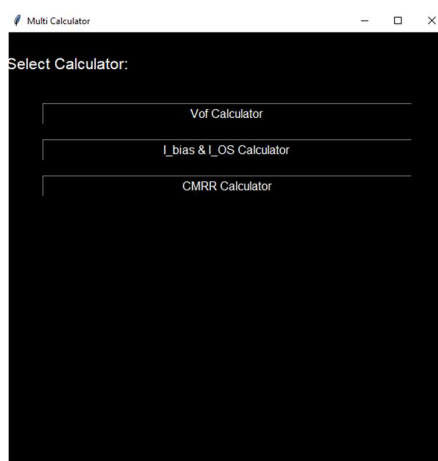 Multi Calculator
Select Calculator:
Vof Calculator
I_bias & I_OS Calculator
CMRR Calculator